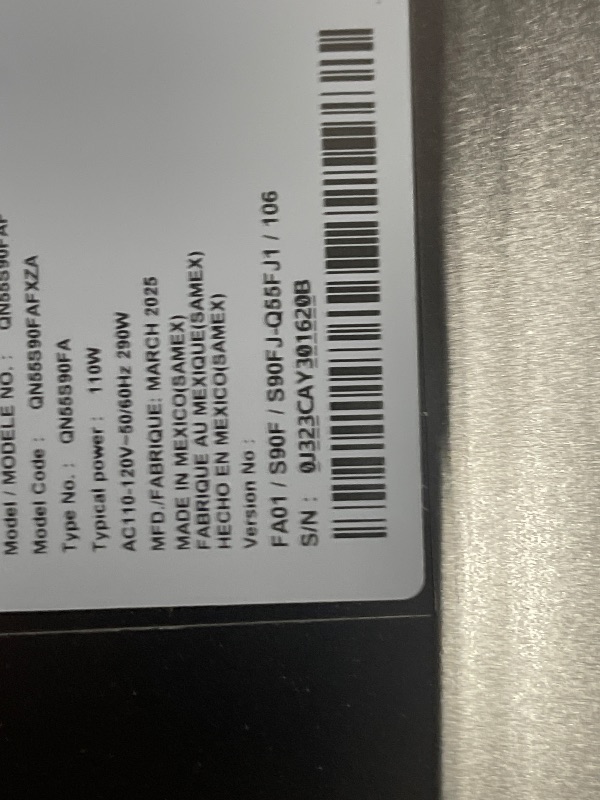 Model / MODELE NO. : QN55S90FAF
Model Code : QN55S90FAFXZA
Type No. : QN55S90FA
Typical power : 110W
AC110-120V~50/60Hz 290W
MFD./FABRIQUE: MARCH 2025
MADE IN MEXICO(SAMEX)
FABRIQUE AU MEXIQUE(SAMEX)
HECHO EN MEXICO(SAMEX)
Version No :
FA01 / S90F / S90FJ-Q55FJ1 / 106
S/N : 0J323CAY301620B